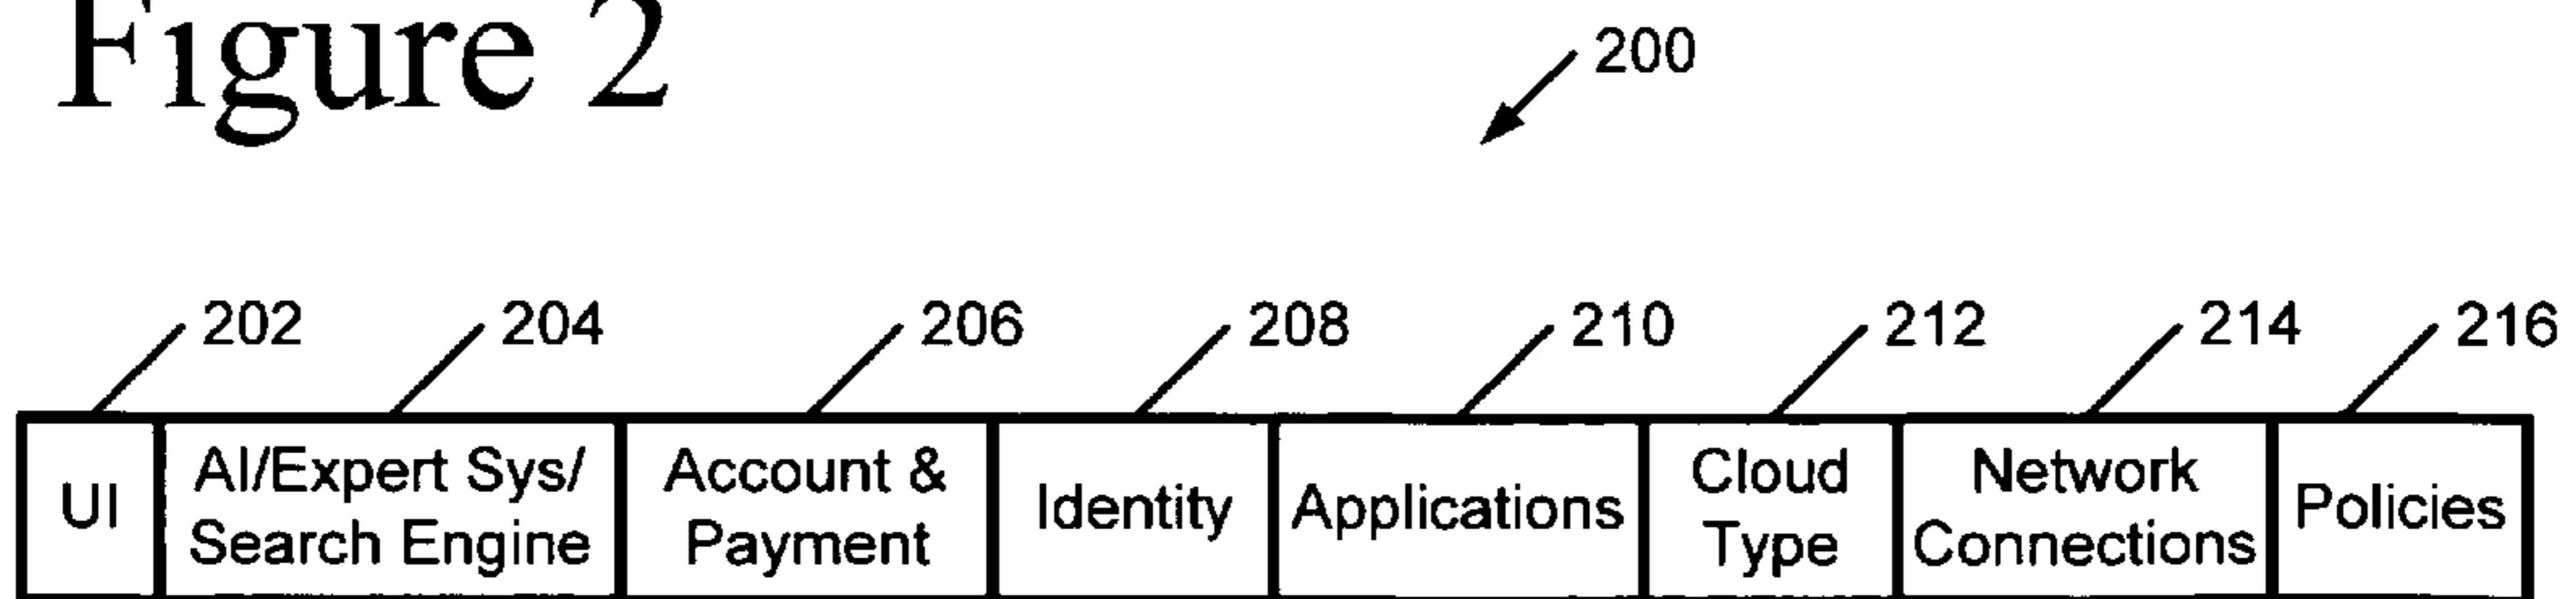 Figure 2
200
202 204 206 208 210 212 214 216
UI
AI/Expert Sys/
Search Engine
Account &
Payment
Identity
Applications
Cloud
Type
Network
Connections
Policies